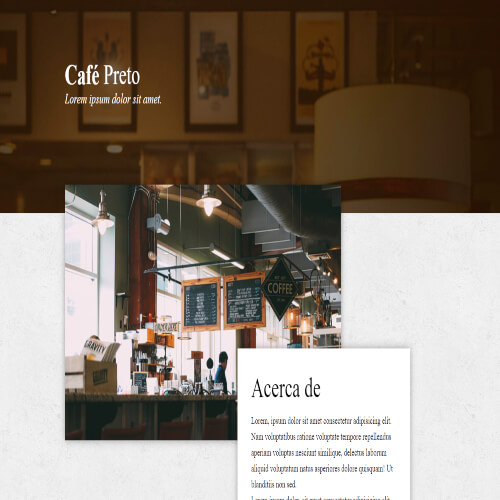 Café Preto
Lorem ipsum dolor sit amet.
COFFEE
GRAVITY
Acerca de
Lorem, ipsum dolor sit amet consectetur adipisicing elit.
Nam voluptatibus ratione voluptate tempore repellendus
aperiam voluptas nesciunt similique, delectus laborum
aliquid voluptatum natus asperiores dolore quisquam! Ut
blanditiis non sed